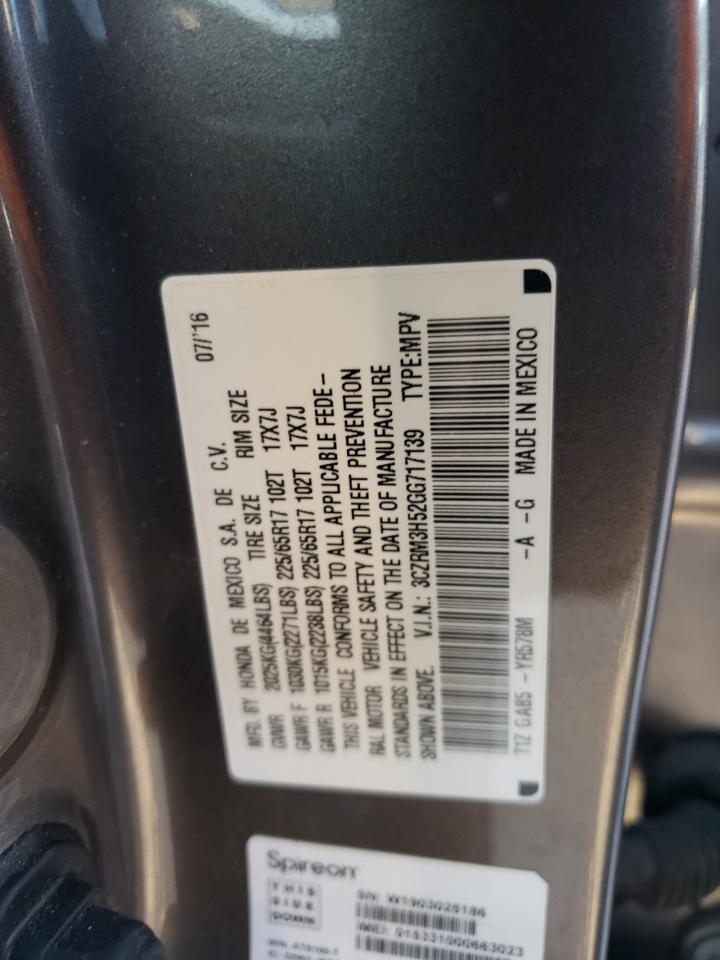 MFD. BY HONDA DE MEXICO S.A. DE C.V. 07/'16
TIRE SIZE RIM SIZE
GVWR 2025KG(4464LBS)
GAWR F 1030KG(2271LBS) 225/65R17 102T 17X7J
GAWR R 1015KG(2238LBS) 225/65R17 102T 17X7J
THIS VEHICLE CONFORMS TO ALL APPLICABLE FEDE-
RAL MOTOR VEHICLE SAFETY AND THEFT PREVENTION
STANDARDS IN EFFECT ON THE DATE OF MANUFACTURE
SHOWN ABOVE. V.I.N.: 3CZRM3H52GG717139 TYPE:MPV
T1Z GAB5 -YR578M -A -G MADE IN MEXICO
Spireon
THIS
SIDE
DOWN
S/N: W1903025186
IMEI: 015331000663023